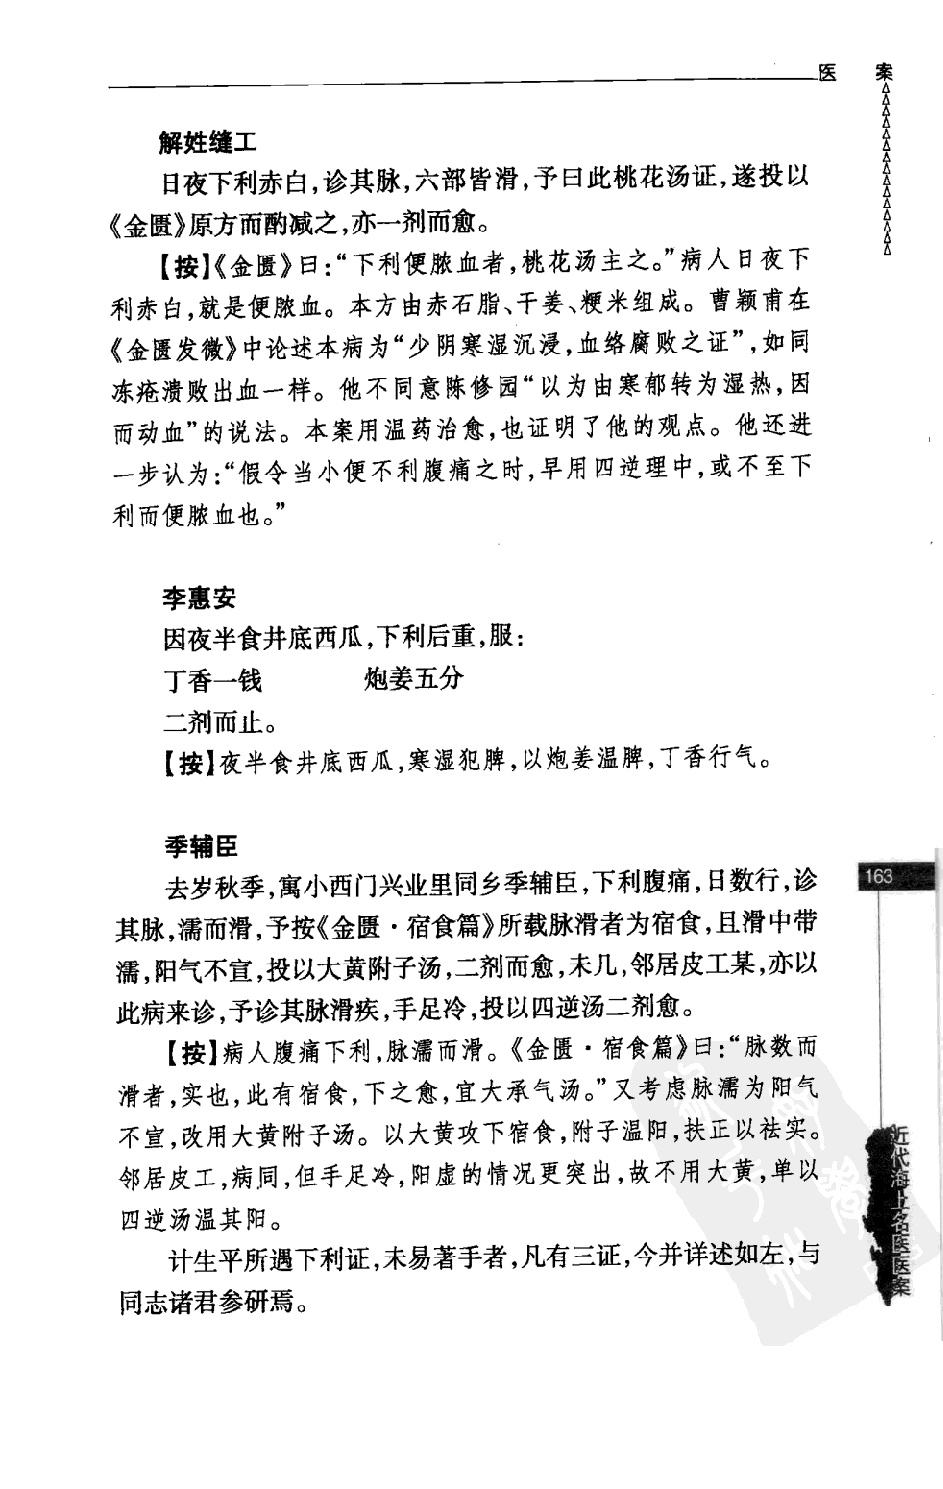 医 案
解姓缝工
日夜下利赤白,诊其脉,六部皆滑,予曰此桃花汤证,遂投以
《金匮》原方而酌减之,亦一剂而愈。
【按】《金匮》曰:“下利便脓血者,桃花汤主之。”病人日夜下
利赤白,就是便脓血。本方由赤石脂、干姜、粳米组成。曹颖甫在
《金匮发微》中论述本病为“少阴寒湿沉浸,血络腐败之证”,如同
冻疮溃败出血一样。他不同意陈修园“以为由寒郁转为湿热,因
而动血”的说法。本案用温药治愈,也证明了他的观点。他还进
一步认为:“假令当小便不利腹痛之时,早用四逆理中,或不至下
利而便脓血也。”
李惠安
因夜半食井底西瓜,下利后重,服:
丁香一钱 炮姜五分
二剂而止。
【按】夜半食井底西瓜,寒湿犯脾,以炮姜温脾,丁香行气。
季辅臣
去岁秋季,寓小西门兴业里同乡季辅臣,下利腹痛,日数行,诊
其脉,濡而滑,予按《金匮·宿食篇》所载脉滑者为宿食,且滑中带
濡,阳气不宣,投以大黄附子汤,二剂而愈,未几,邻居皮工某,亦以
此病来诊,予诊其脉滑疾,手足冷,投以四逆汤二剂愈。
【按】病人腹痛下利,脉濡而滑。《金匮·宿食篇》曰:“脉数而
滑者,实也,此有宿食,下之愈,宜大承气汤。”又考虑脉濡为阳气
不宣,改用大黄附子汤。以大黄攻下宿食,附子温阳,扶正以祛实。
邻居皮工,病同,但手足冷,阳虚的情况更突出,故不用大黄,单以
四逆汤温其阳。
计生平所遇下利证,未易著手者,凡有三证,今并详述如左,与
同志诸君参研焉。
163
近代海上名医医案